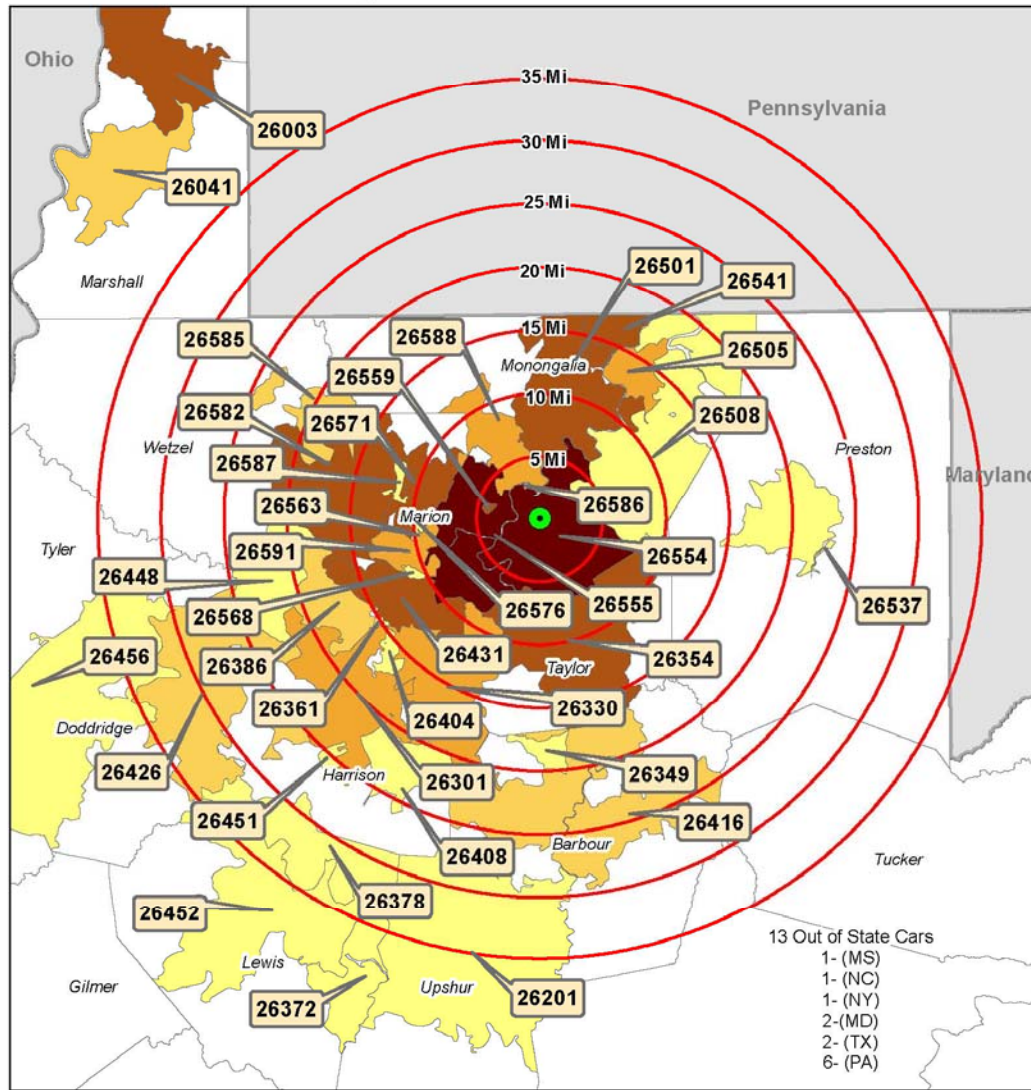 Ohio
35 Mi
Pennsylvania
26003
30 Mi
26041
25 Mi
Marshall
20 Mi
26501
26541
26585
26588
15 Mi
26505
26559
Monongalia
26582
26571
10 Mi
26508
Wetzel
26587
Preston
5 Mi
Maryland
26563
Marion
26586
Tyler
26591
26554
26448
26568
26576
26555
26537
26456
26386
26431
26354
Taylor
26361
26404
26330
Doddridge
26426
Harrison
26301
26349
26451
26416
26408
Barbour
Tucker
26378
26452
13 Out of State Cars
1- (MS)
Lewis
1- (NC)
Gilmer
Upshur
26201
1- (NY)
26372
2-(MD)
2- (TX)
6- (PA)